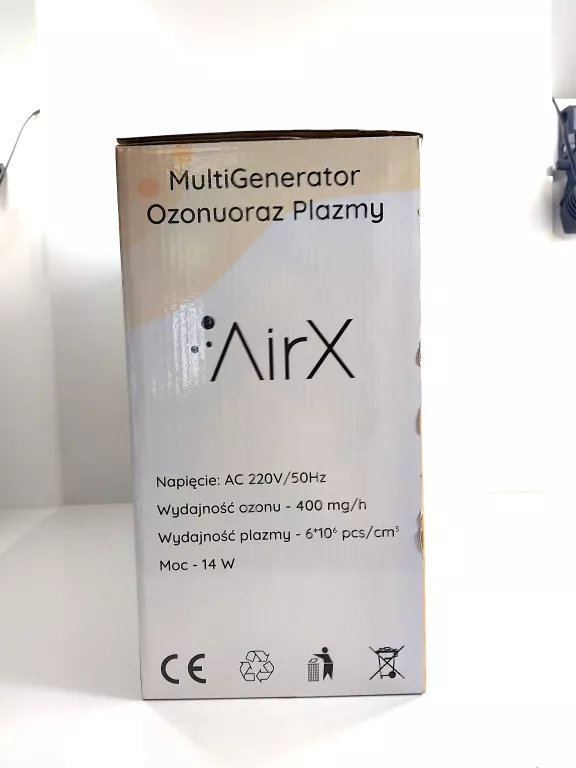 MultiGenerator
Ozonuoraz Plazmy
AirX
Napięcie: AC 220V/50Hz
Wydajność ozonu - 400 mg/h
Wydajność plazmy - 6*10⁶ pcs/cm³
Moc - 14 W
CE